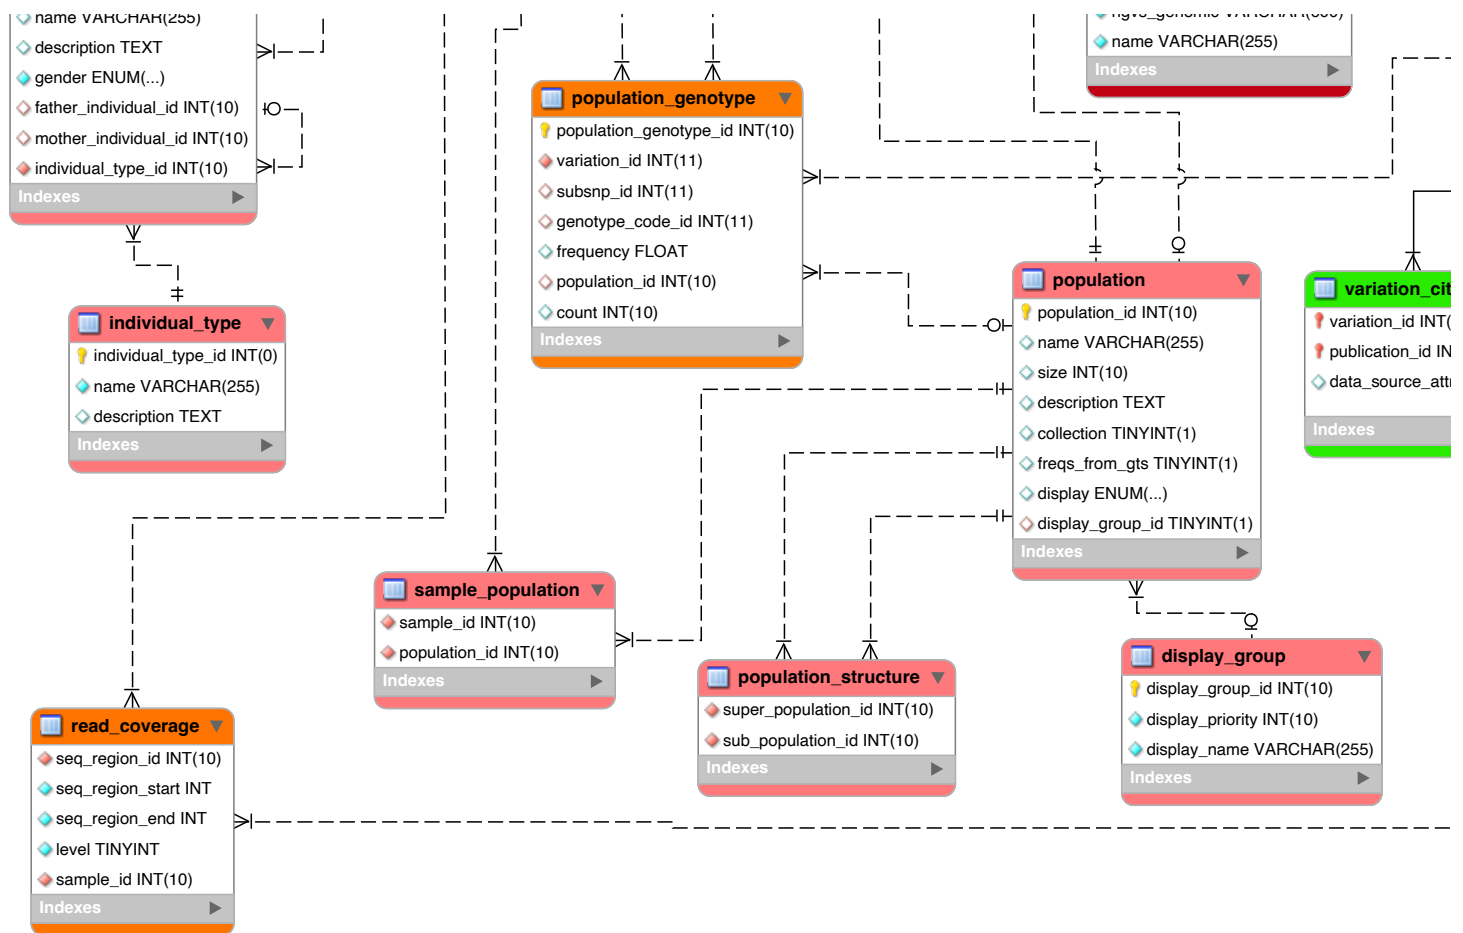 name VARCHAR(255)
description TEXT
gender ENUM(...)
father_individual_id INT(10)
mother_individual_id INT(10)
individual_type_id INT(10)
Indexes
individual_type
individual_type_id INT(0)
name VARCHAR(255)
description TEXT
Indexes
population_genotype
population_genotype_id INT(10)
variation_id INT(11)
subsnp_id INT(11)
genotype_code_id INT(11)
frequency FLOAT
population_id INT(10)
count INT(10)
Indexes
name VARCHAR(255)
Indexes
population
population_id INT(10)
name VARCHAR(255)
size INT(10)
description TEXT
collection TINYINT(1)
freqs_from_gts TINYINT(1)
display ENUM(...)
display_group_id TINYINT(1)
Indexes
variation_cit
variation_id INT(
publication_id IN
data_source_att
Indexes
sample_population
sample_id INT(10)
population_id INT(10)
Indexes
population_structure
super_population_id INT(10)
sub_population_id INT(10)
Indexes
display_group
display_group_id INT(10)
display_priority INT(10)
display_name VARCHAR(255)
Indexes
read_coverage
seq_region_id INT(10)
seq_region_start INT
seq_region_end INT
level TINYINT
sample_id INT(10)
Indexes